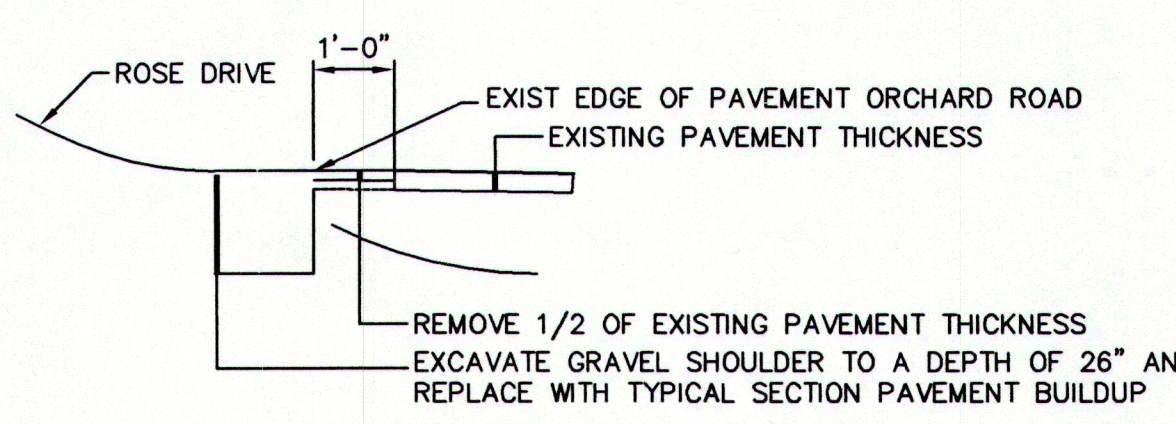 1'-0"
ROSE DRIVE
EXIST EDGE OF PAVEMENT ORCHARD ROAD
EXISTING PAVEMENT THICKNESS
REMOVE 1/2 OF EXISTING PAVEMENT THICKNESS
EXCAVATE GRAVEL SHOULDER TO A DEPTH OF 26" AN
REPLACE WITH TYPICAL SECTION PAVEMENT BUILDUP